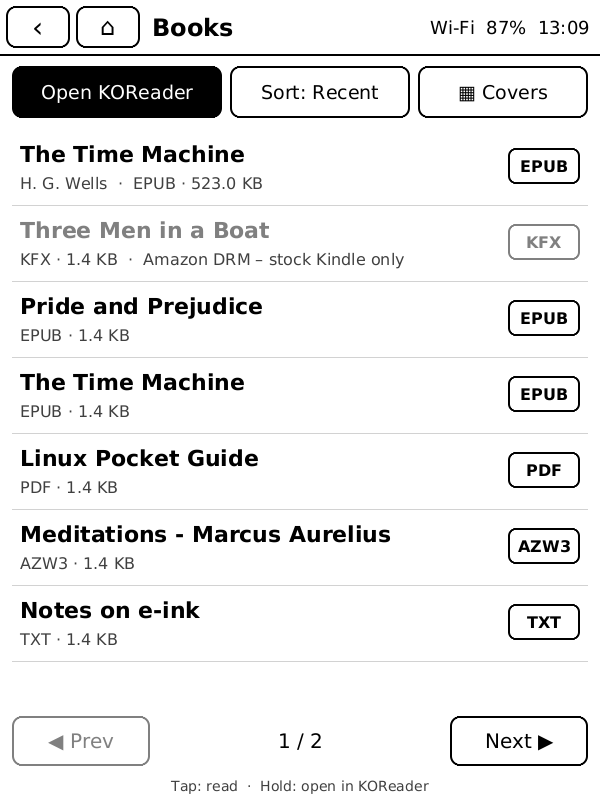 ‹ ⌂ Books Wi-Fi 87% 13:09
Open KOReader Sort: Recent ▦ Covers
The Time Machine
H. G. Wells · EPUB · 523.0 KB
EPUB
Three Men in a Boat
KFX · 1.4 KB · Amazon DRM – stock Kindle only
KFX
Pride and Prejudice
EPUB · 1.4 KB
EPUB
The Time Machine
EPUB · 1.4 KB
EPUB
Linux Pocket Guide
PDF · 1.4 KB
PDF
Meditations - Marcus Aurelius
AZW3 · 1.4 KB
AZW3
Notes on e-ink
TXT · 1.4 KB
TXT
◀ Prev 1 / 2 Next ▶
Tap: read · Hold: open in KOReader